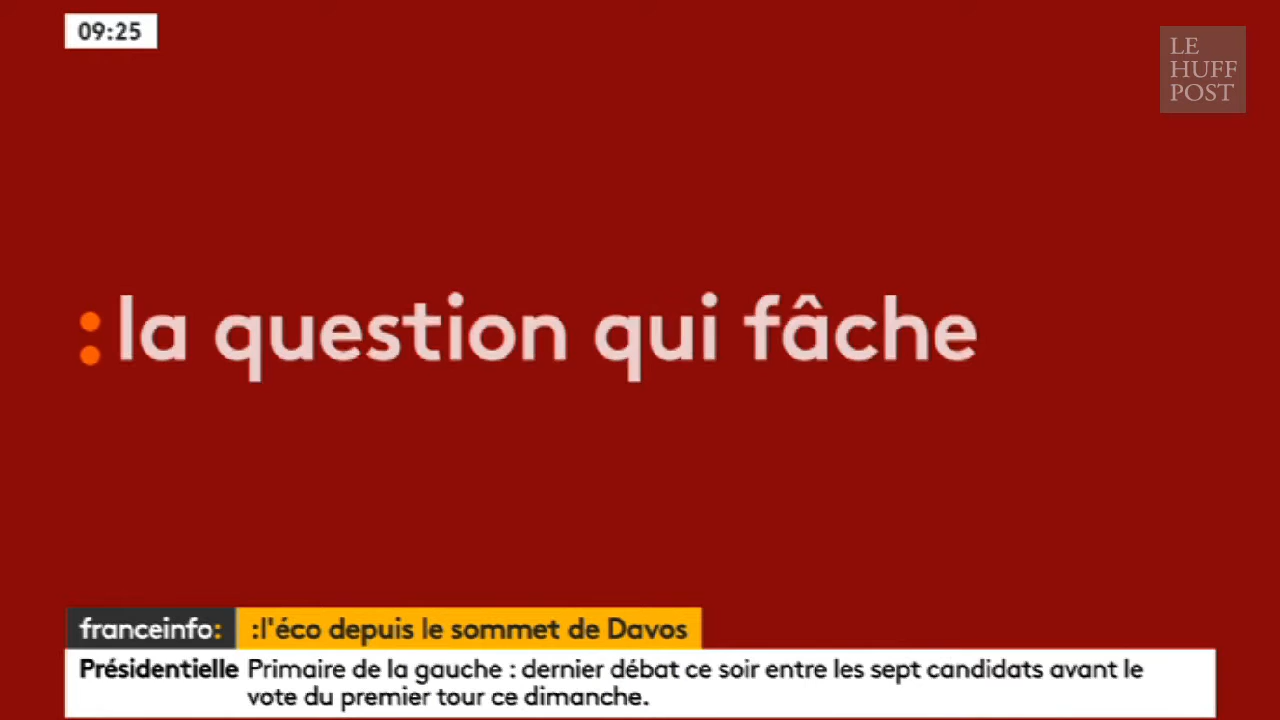 09:25
LE
HUFF
POST
:la question qui fâche
franceinfo: :l'éco depuis le sommet de Davos
Présidentielle Primaire de la gauche : dernier débat ce soir entre les sept candidats avant le
vote du premier tour ce dimanche.